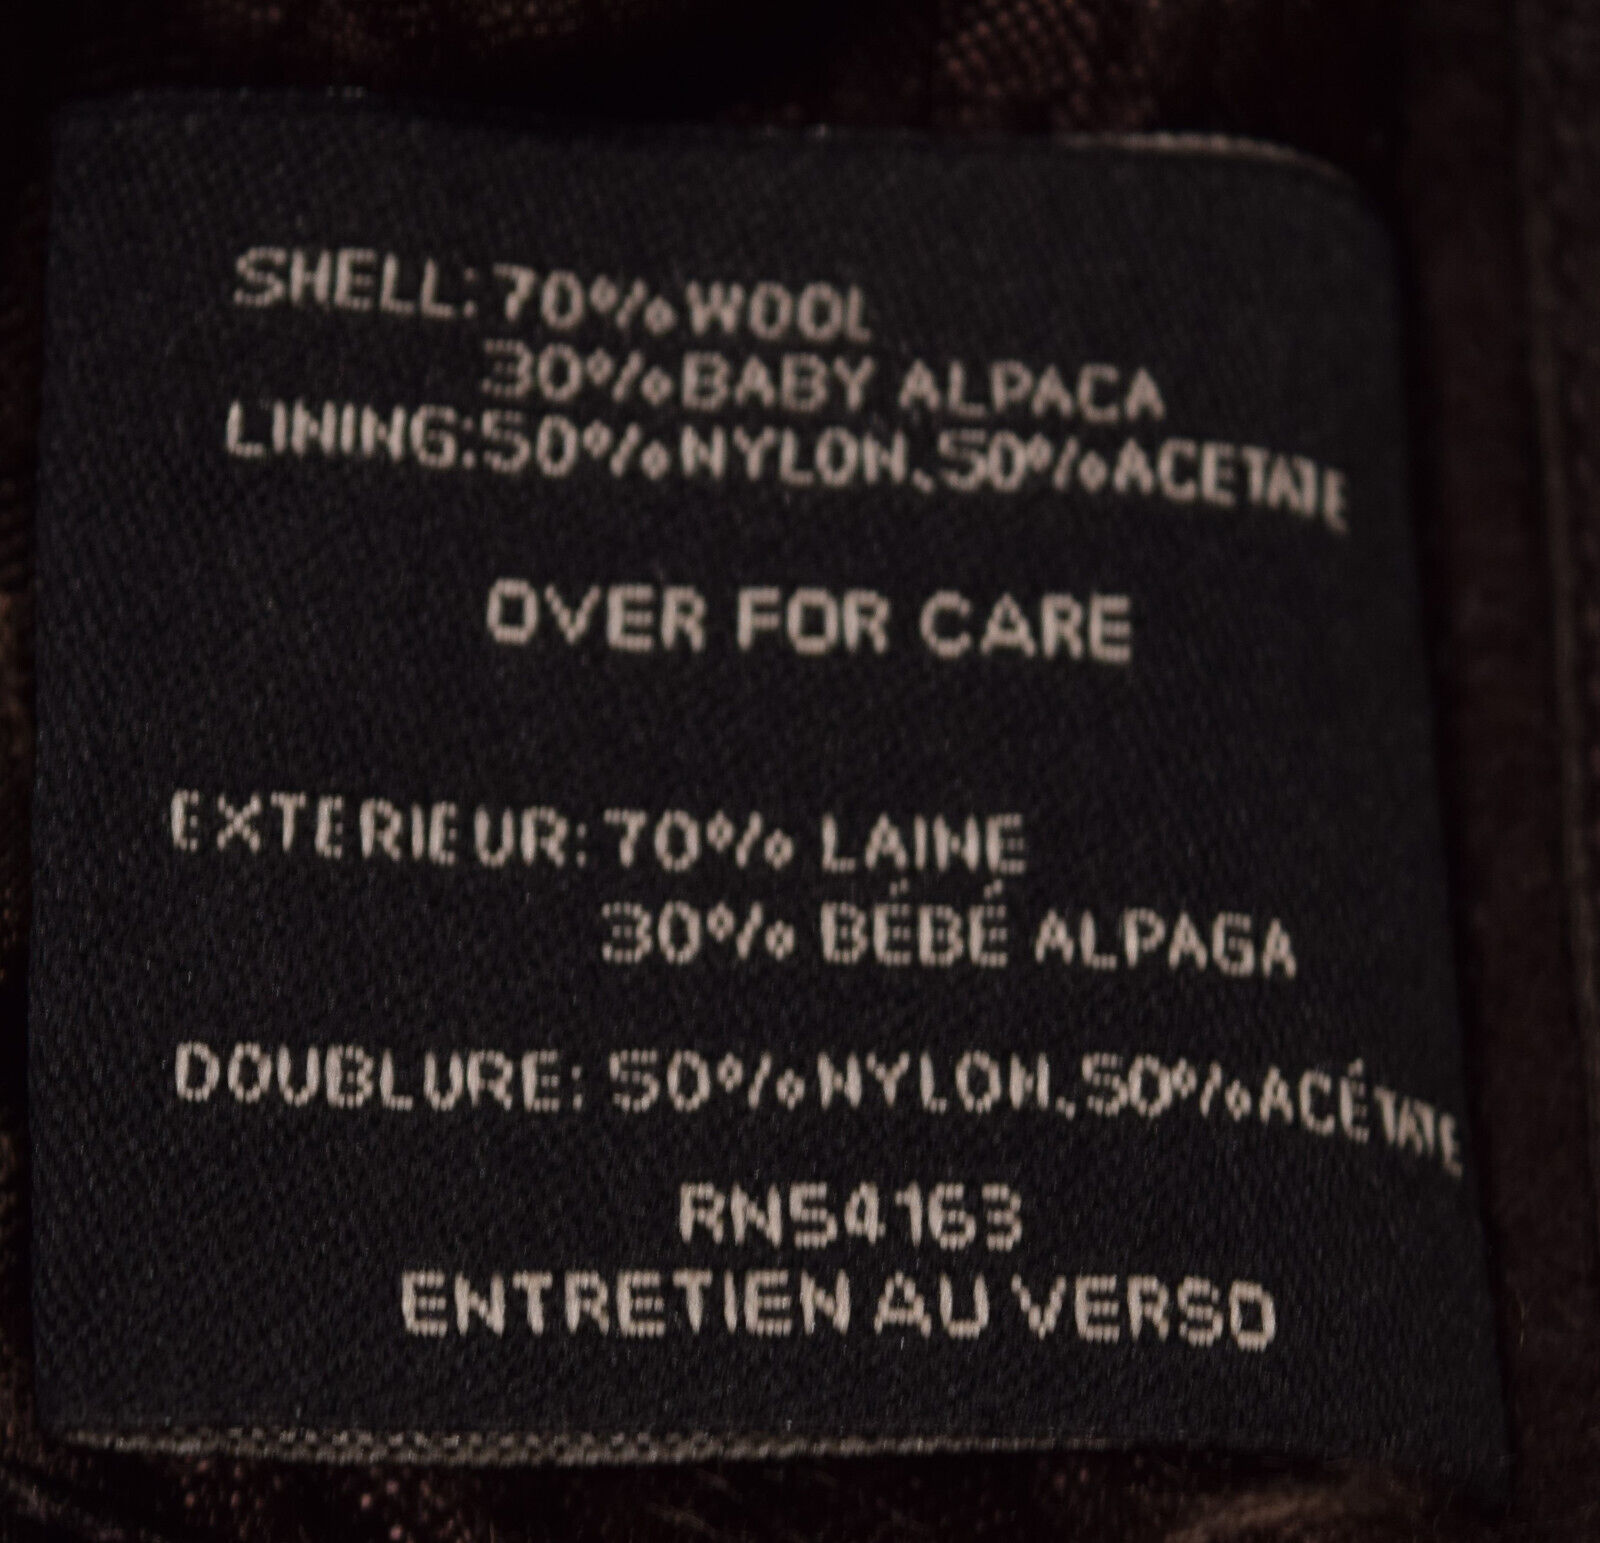 SHELL: 70% WOOL
30% BABY ALPACA
LINING: 50% NYLON, 50% ACETATE
OVER FOR CARE
EXTERIEUR: 70% LAINE
30% BÉBÉ ALPAGA
DOUBLURE: 50% NYLON, 50% ACÉTATE
RN54163
ENTRETIEN AU VERSO